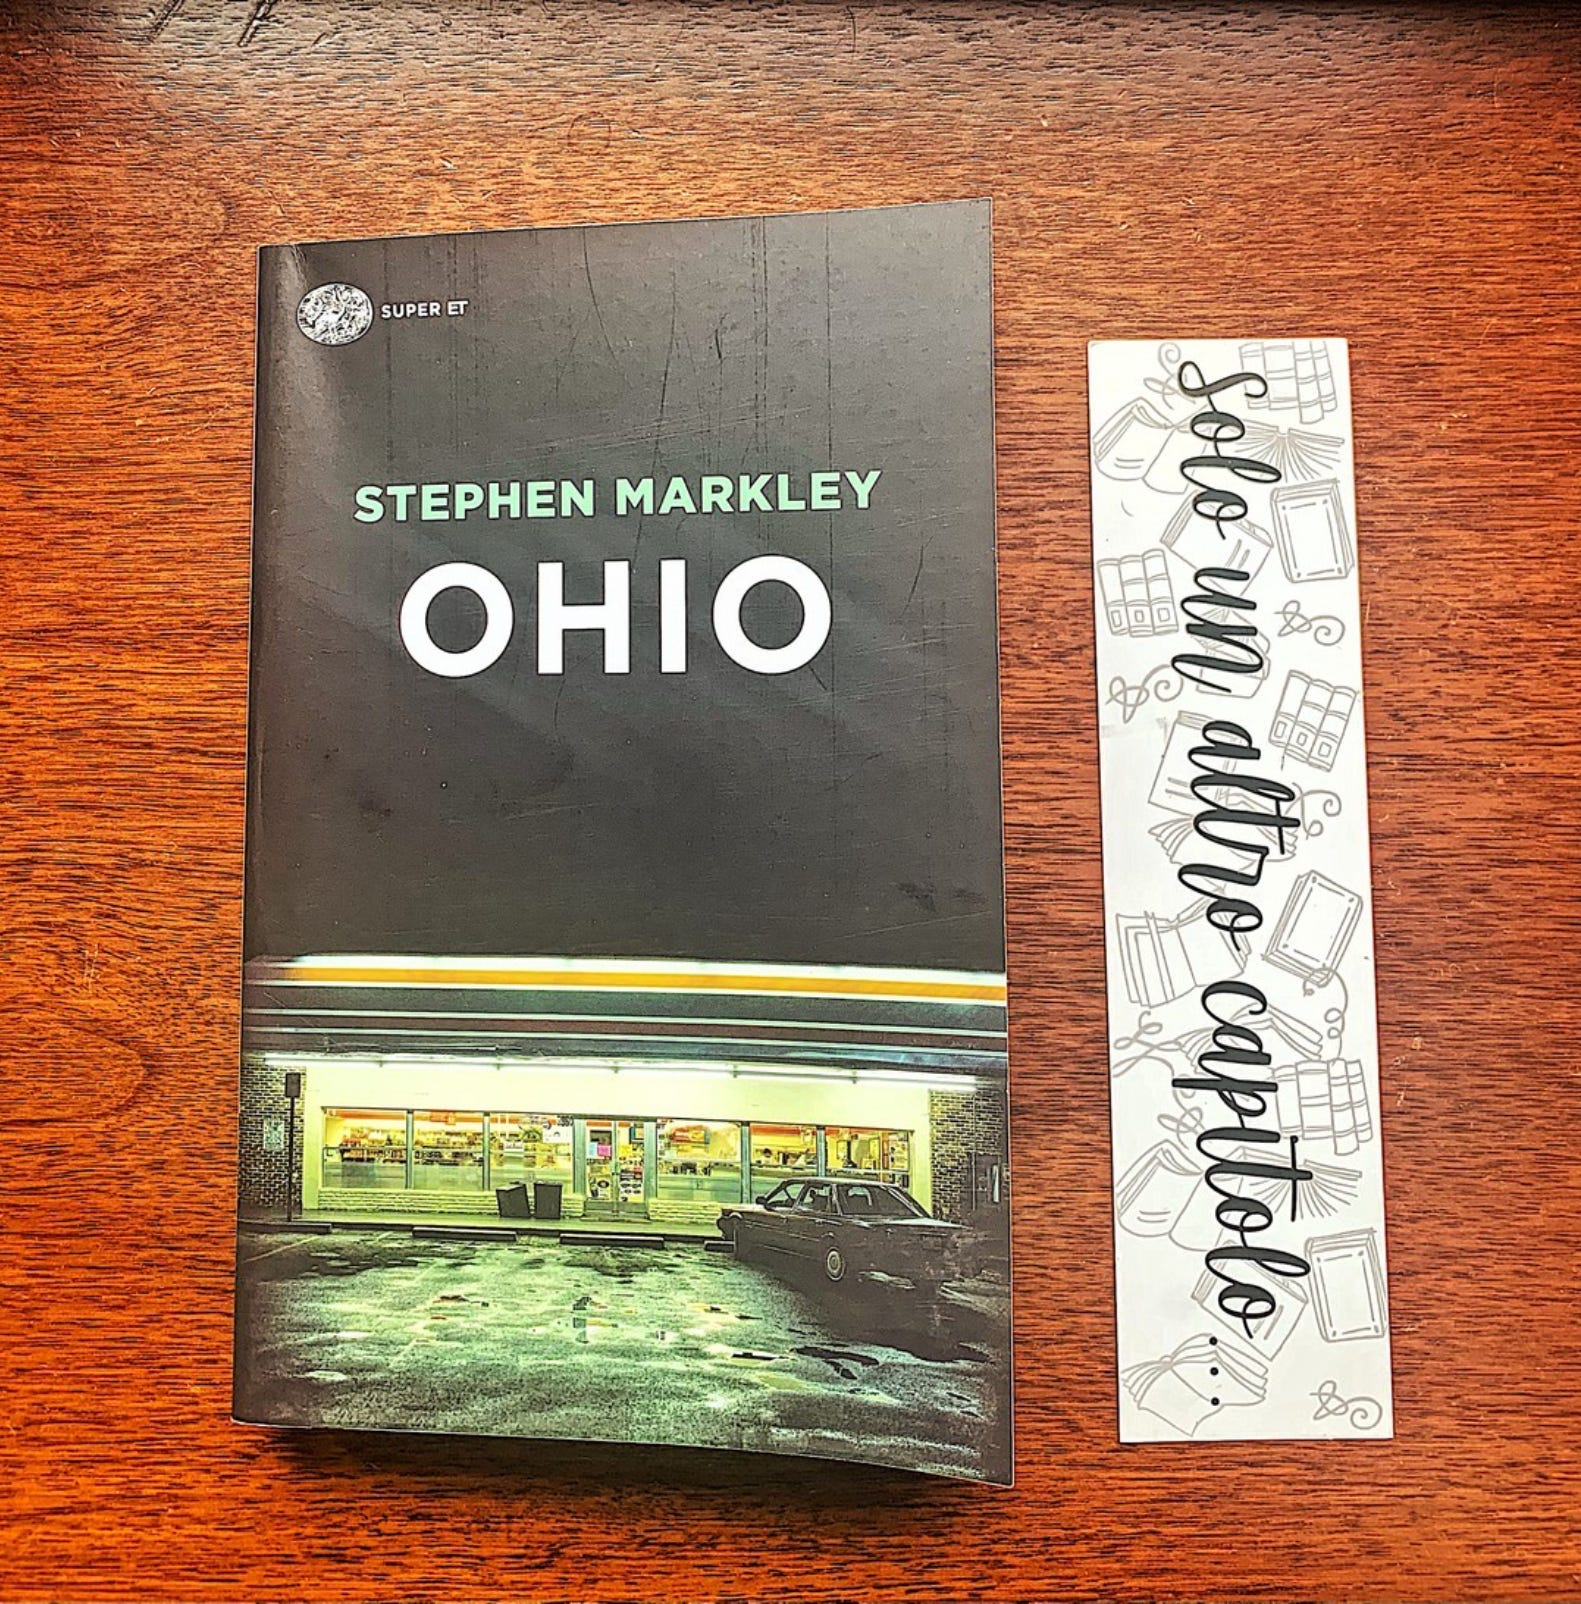 SUPER ET
STEPHEN MARKLEY
OHIO
Solo un altro capitolo...